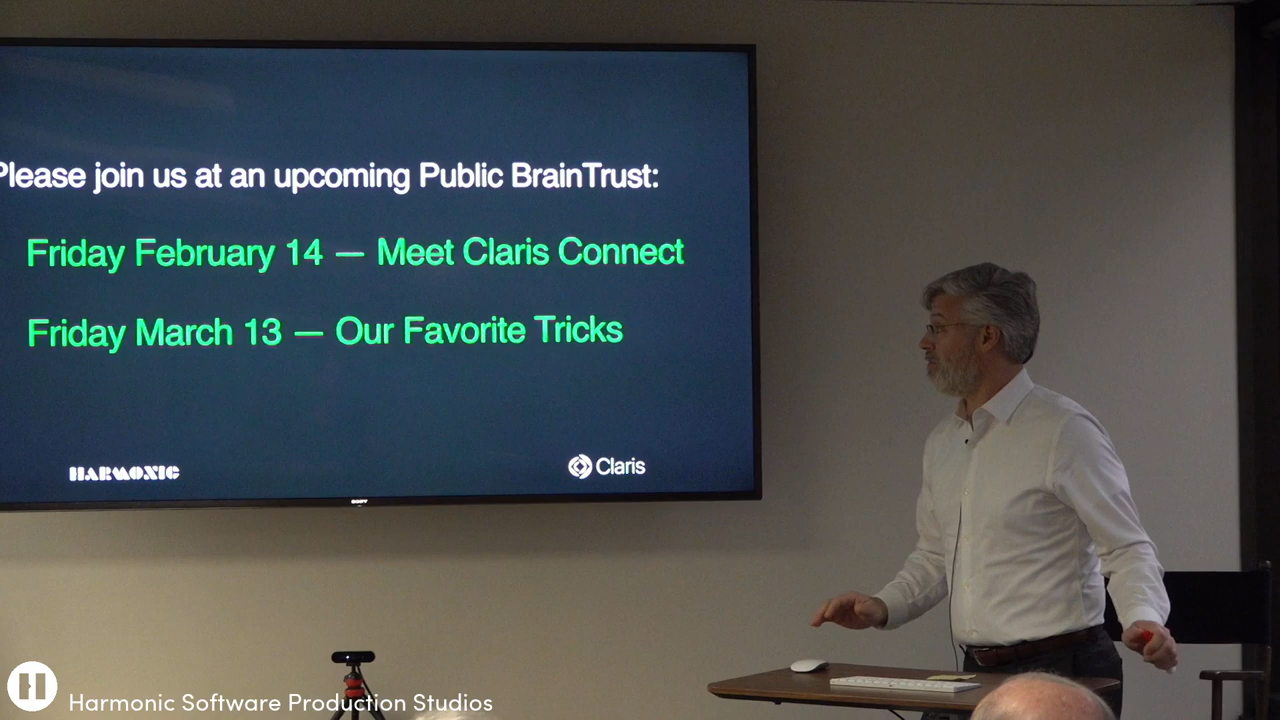 Please join us at an upcoming Public BrainTrust:
Friday February 14 — Meet Claris Connect
Friday March 13 — Our Favorite Tricks
HARMONIC
Claris
SONY
H
Harmonic Software Production Studios